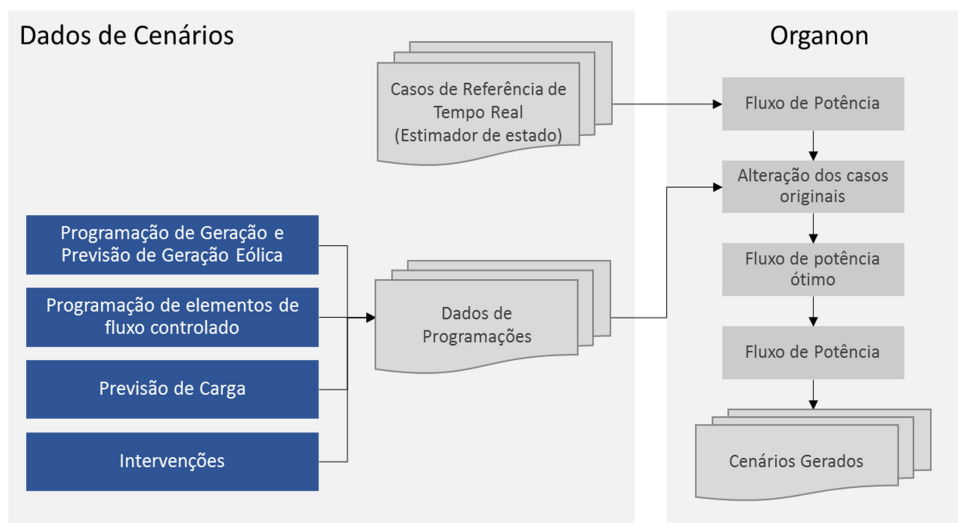 Dados de Cenários
Casos de Referência de
Tempo Real
(Estimador de estado)
Programação de Geração e
Previsão de Geração Eólica
Programação de elementos de
fluxo controlado
Previsão de Carga
Intervenções
Dados de
Programações
Organon
Fluxo de Potência
Alteração dos casos
originais
Fluxo de potência
ótimo
Fluxo de Potência
Cenários Gerados